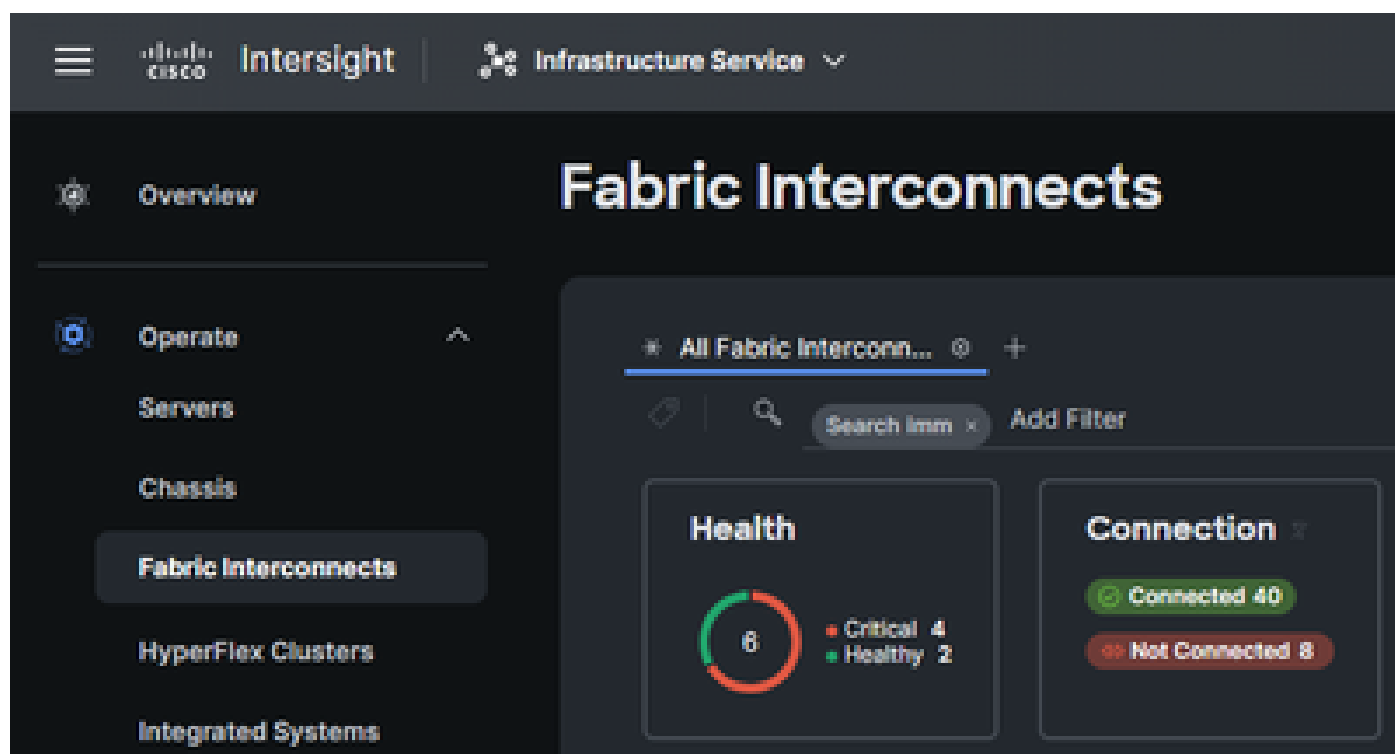 CISCO Intersight Infrastructure Service
Fabric Interconnects
Overview
Operate
Servers
Chassis
Fabric Interconnects
HyperFlex Clusters
Integrated Systems
All Fabric Interconn... +
Search Imm × Add Filter
Health
6
Critical 4
Healthy 2
Connection
Connected 40
Not Connected 8